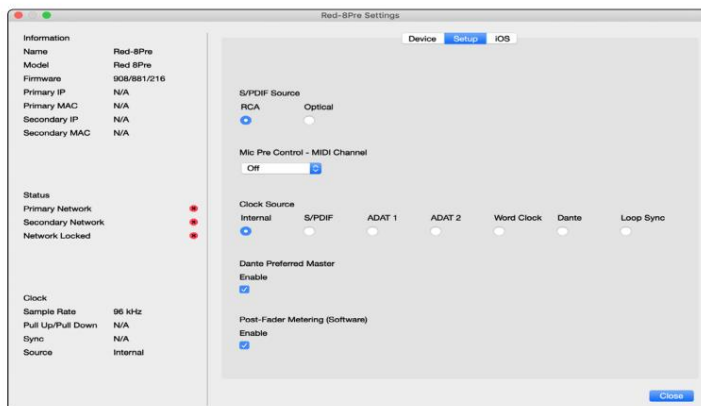 Red-8Pre Settings
Information
Name Red-8Pre
Model Red 8Pre
Firmware 908/881/216
Primary IP N/A
Primary MAC N/A
Secondary IP N/A
Secondary MAC N/A
Status
Primary Network
Secondary Network
Network Locked
Clock
Sample Rate 96 kHz
Pull Up/Pull Down N/A
Sync N/A
Source Internal
Device Setup iOS
S/PDIF Source
RCA Optical
Mic Pre Control - MIDI Channel
Off
Clock Source
Internal S/PDIF ADAT 1 ADAT 2 Word Clock Dante Loop Sync
Dante Preferred Master
Enable
Post-Fader Metering (Software)
Enable
Close